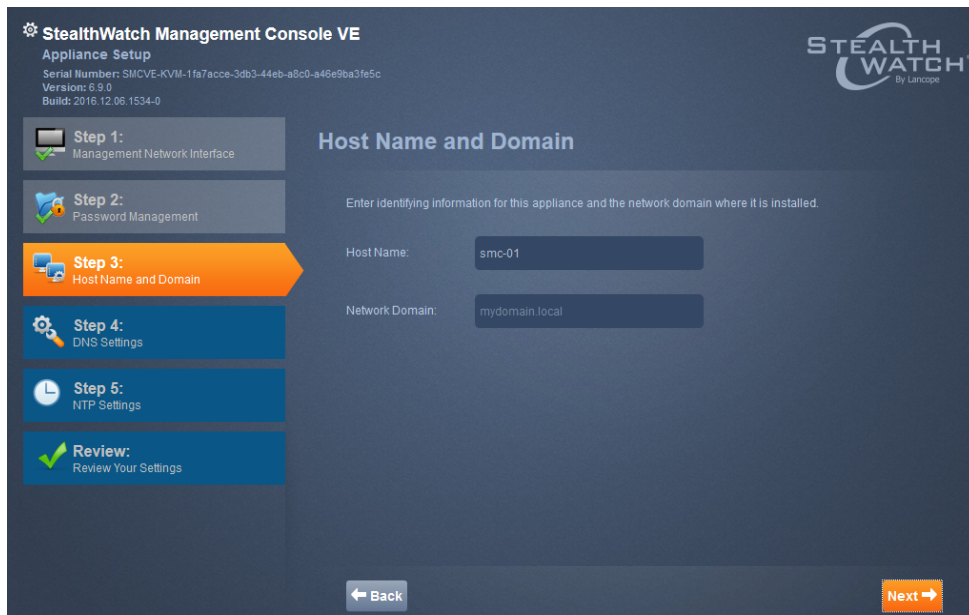 StealthWatch Management Console VE
Appliance Setup
Serial Number: SMCVE-KVM-1fa7acce-3db3-44eb-a8c0-a46e9ba3fe5c
Version: 6.9.0
Build: 2016.12.06.1534-0
STEALTH
WATCH
By Lancope
Step 1:
Management Network Interface
Step 2:
Password Management
Step 3:
Host Name and Domain
Step 4:
DNS Settings
Step 5:
NTP Settings
Review:
Review Your Settings
Host Name and Domain
Enter identifying information for this appliance and the network domain where it is installed.
Host Name: smc-01
Network Domain: mydomain.local
Back
Next